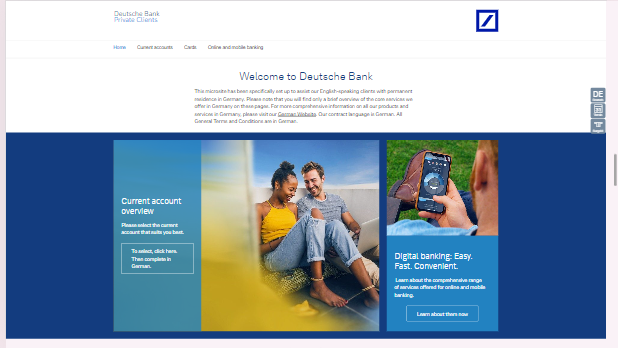 Deutsche Bank
Private Clients
Home
Current accounts
Cards
Online and mobile banking
Welcome to Deutsche Bank
This microsite has been specifically set up to assist our English-speaking clients with permanent
residence in Germany. Please note that you will find only a brief overview of the core services we
offer in Germany on these pages. For more comprehensive information on all our products and
services in Germany, please visit our German Website. Our contract language is German. All
General Terms and Conditions are in German.
DE
Current account
overview
Please select the current
account that suits you best.
To select, click here.
Then complete in
German.
Digital banking: Easy.
Fast. Convenient.
Learn about the comprehensive range
of services offered for online and mobile
banking.
Learn about them now